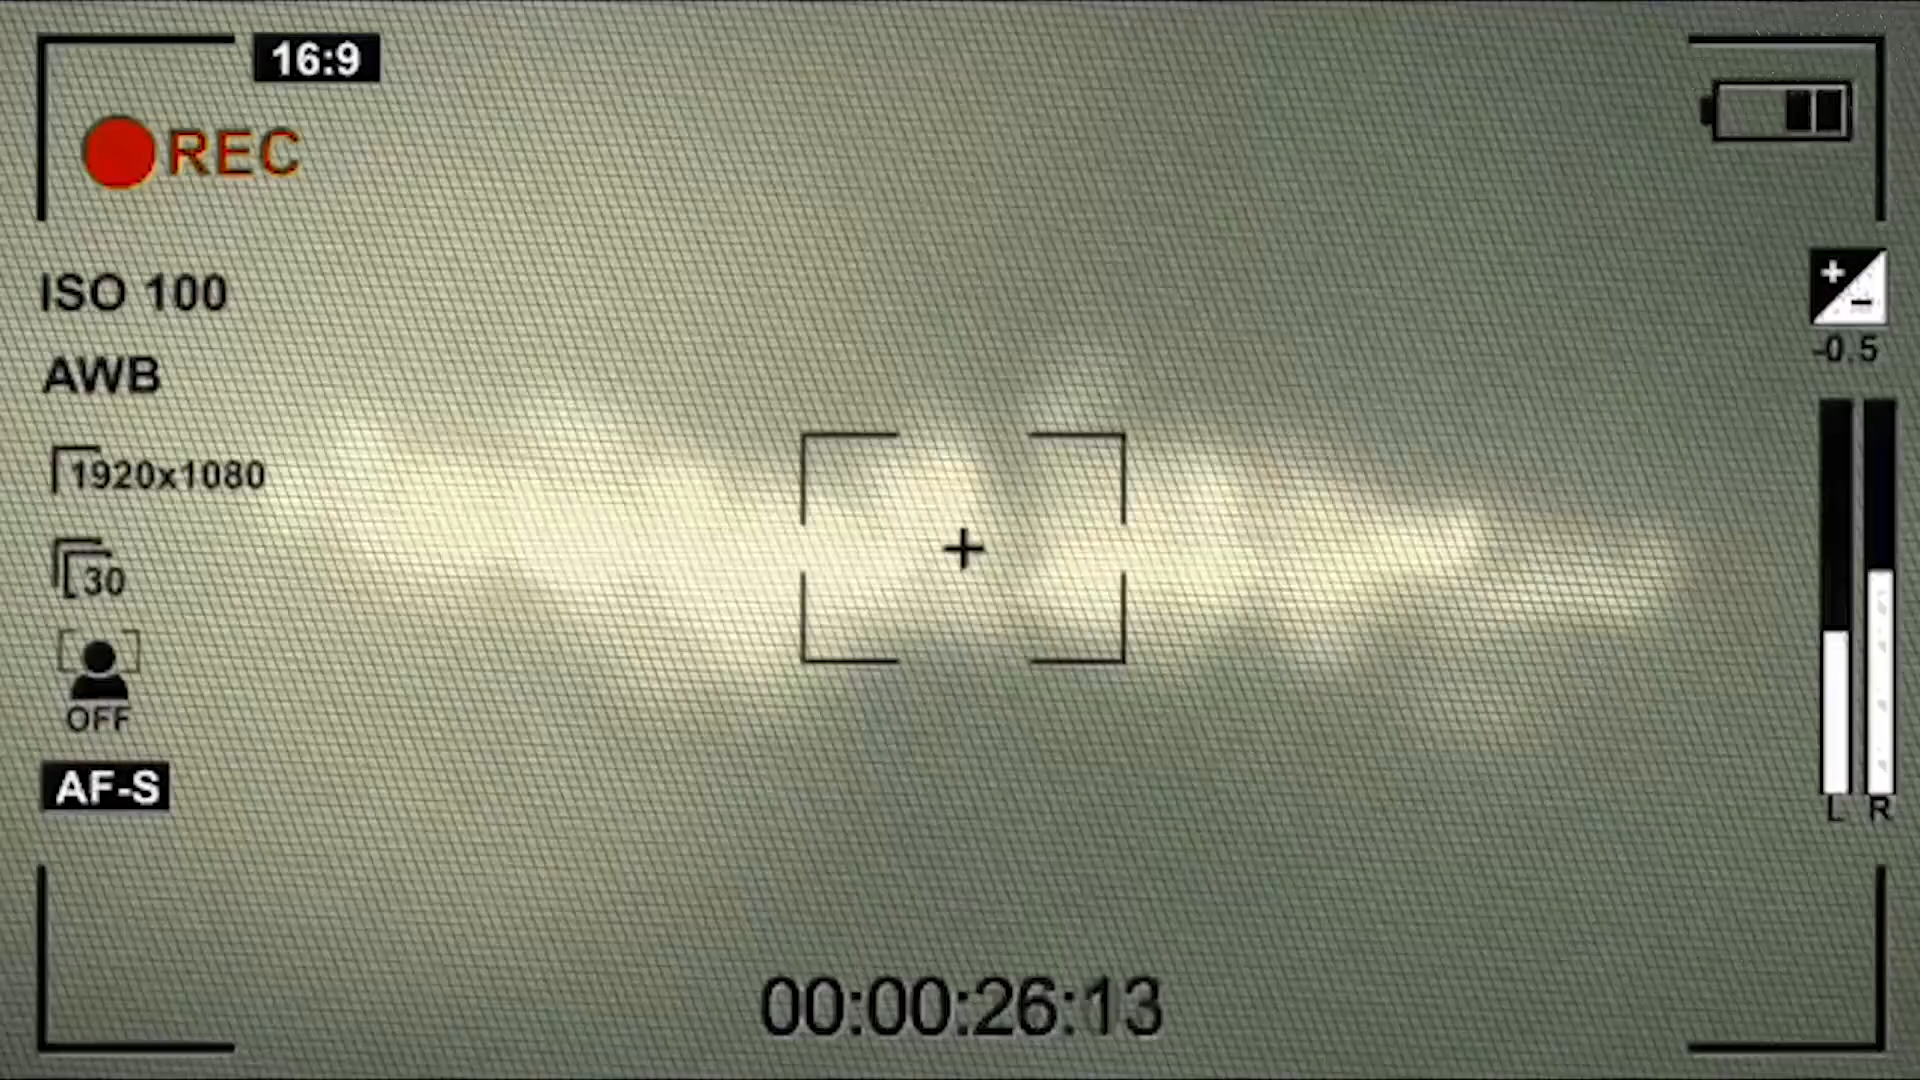 16:9
REC
ISO 100
AWB
1920x1080
30
OFF
AF-S
+
-
-0.5
L R
00:00:26:13